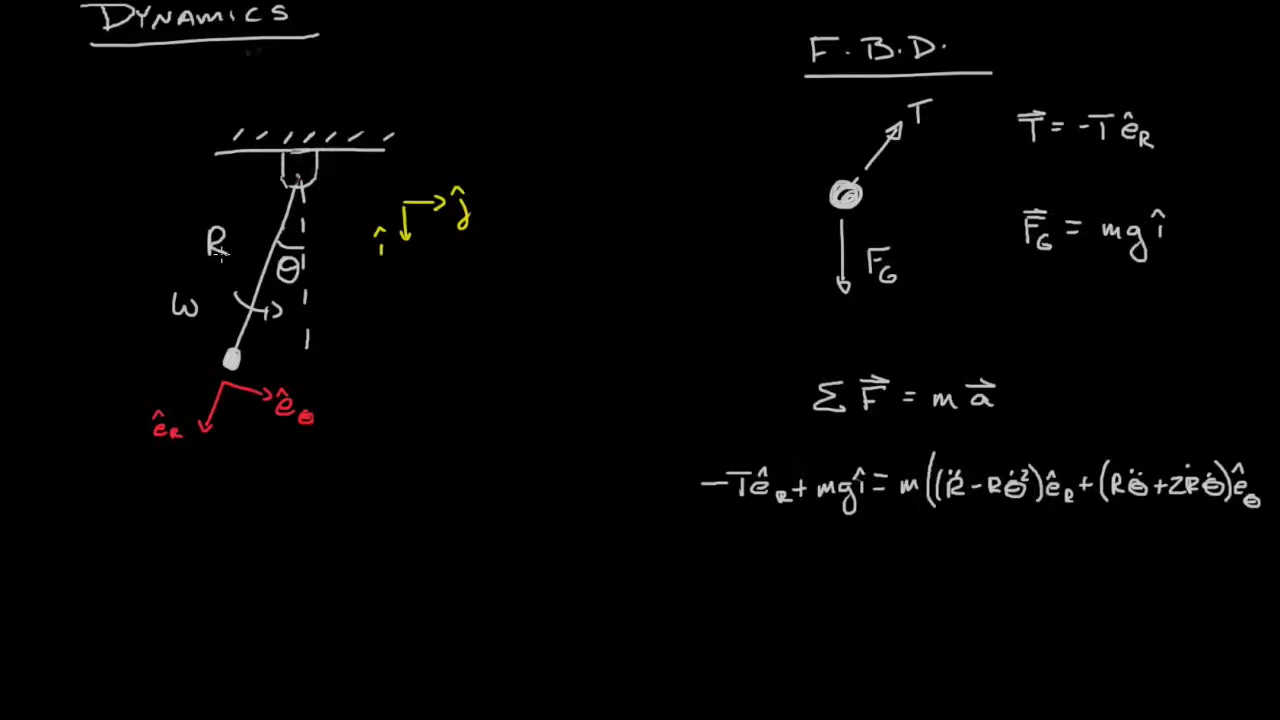 DYNAMICS
R
θ
ω
î
ĵ
ê_R
ê_θ
F.B.D.
T
F_G
T⃗ = -T ê_R
F⃗_G = mg î
Σ F⃗ = m a⃗
-T ê_R + mg î = m((R̈ - Rθ̇²) ê_R + (Rθ̈ + 2Ṙθ̇) ê_θ